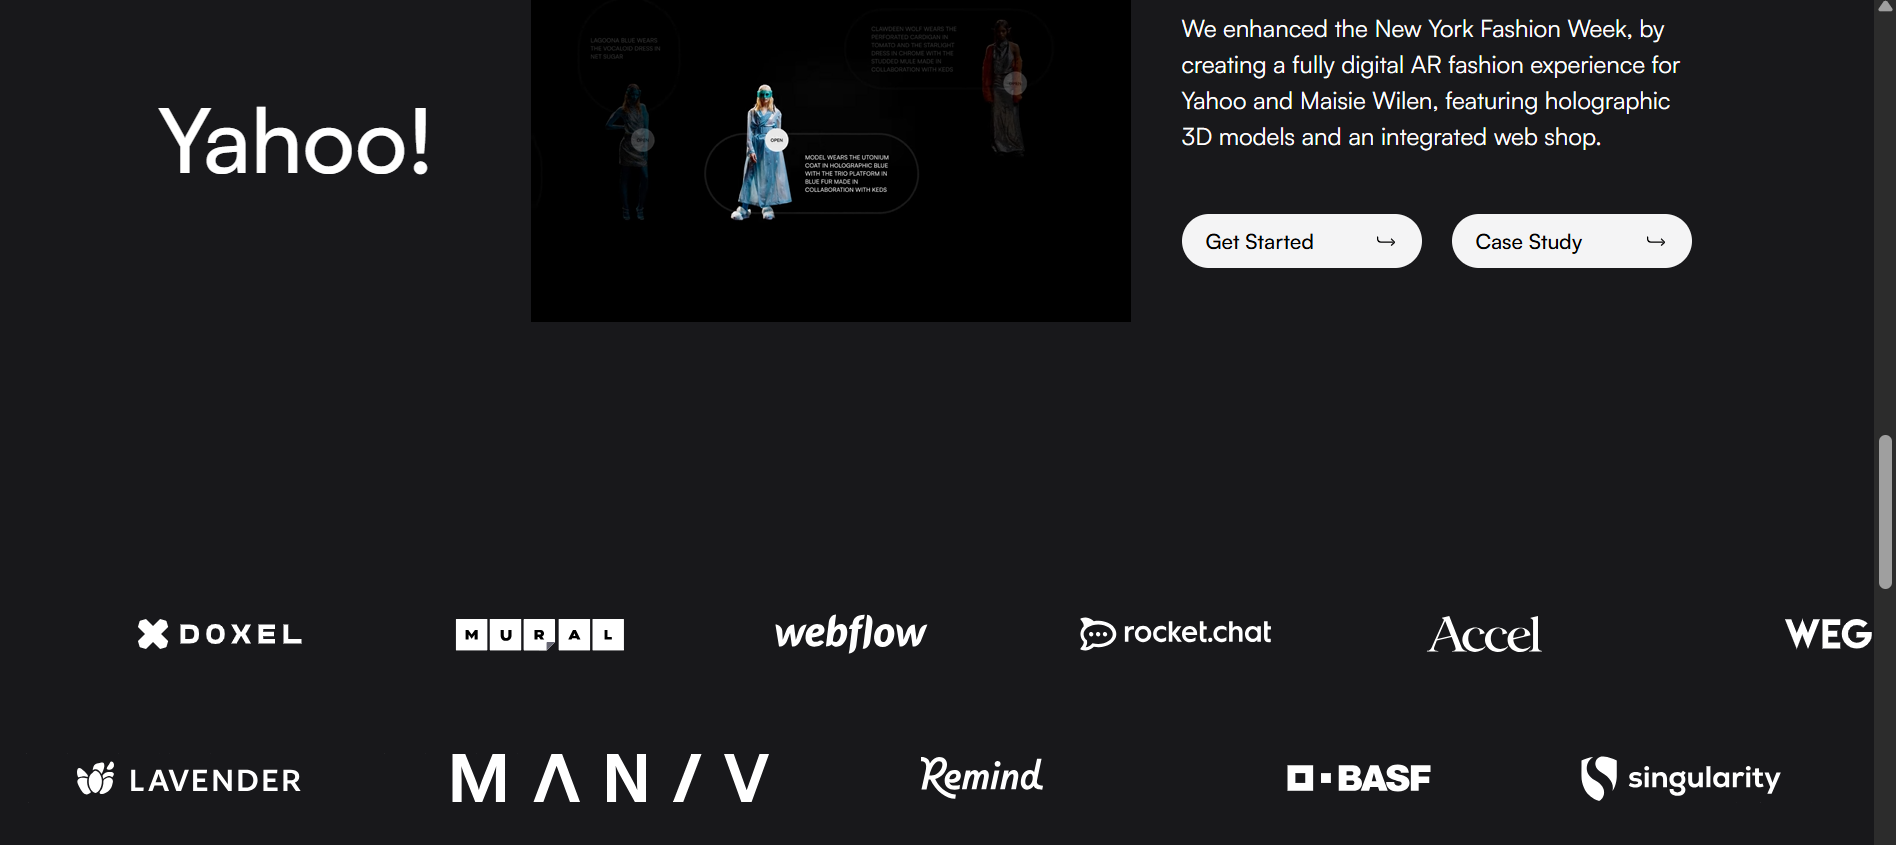 Yahoo!
LAGOONA BLUE WEARS
THE VOCALOID DRESS IN
NET SUGAR
CLAWDEEN WOLF WEARS THE
PERFORATED CARDIGAN IN
TOMATO AND THE STARLIGHT
DRESS IN CHROME WITH THE
STUDDED MULE MADE IN
COLLABORATION WITH KEDS
OPEN
MODEL WEARS THE UTONIUM
COAT IN HOLOGRAPHIC BLUE
WITH THE TRIO PLATFORM IN
BLUE FUR MADE IN
COLLABORATION WITH KEDS
We enhanced the New York Fashion Week, by
creating a fully digital AR fashion experience for
Yahoo and Maisie Wilen, featuring holographic
3D models and an integrated web shop.
Get Started
Case Study
DOXEL
MURAL
webflow
rocket.chat
Accel
WEG
LAVENDER
MANIV
Remind
BASF
singularity